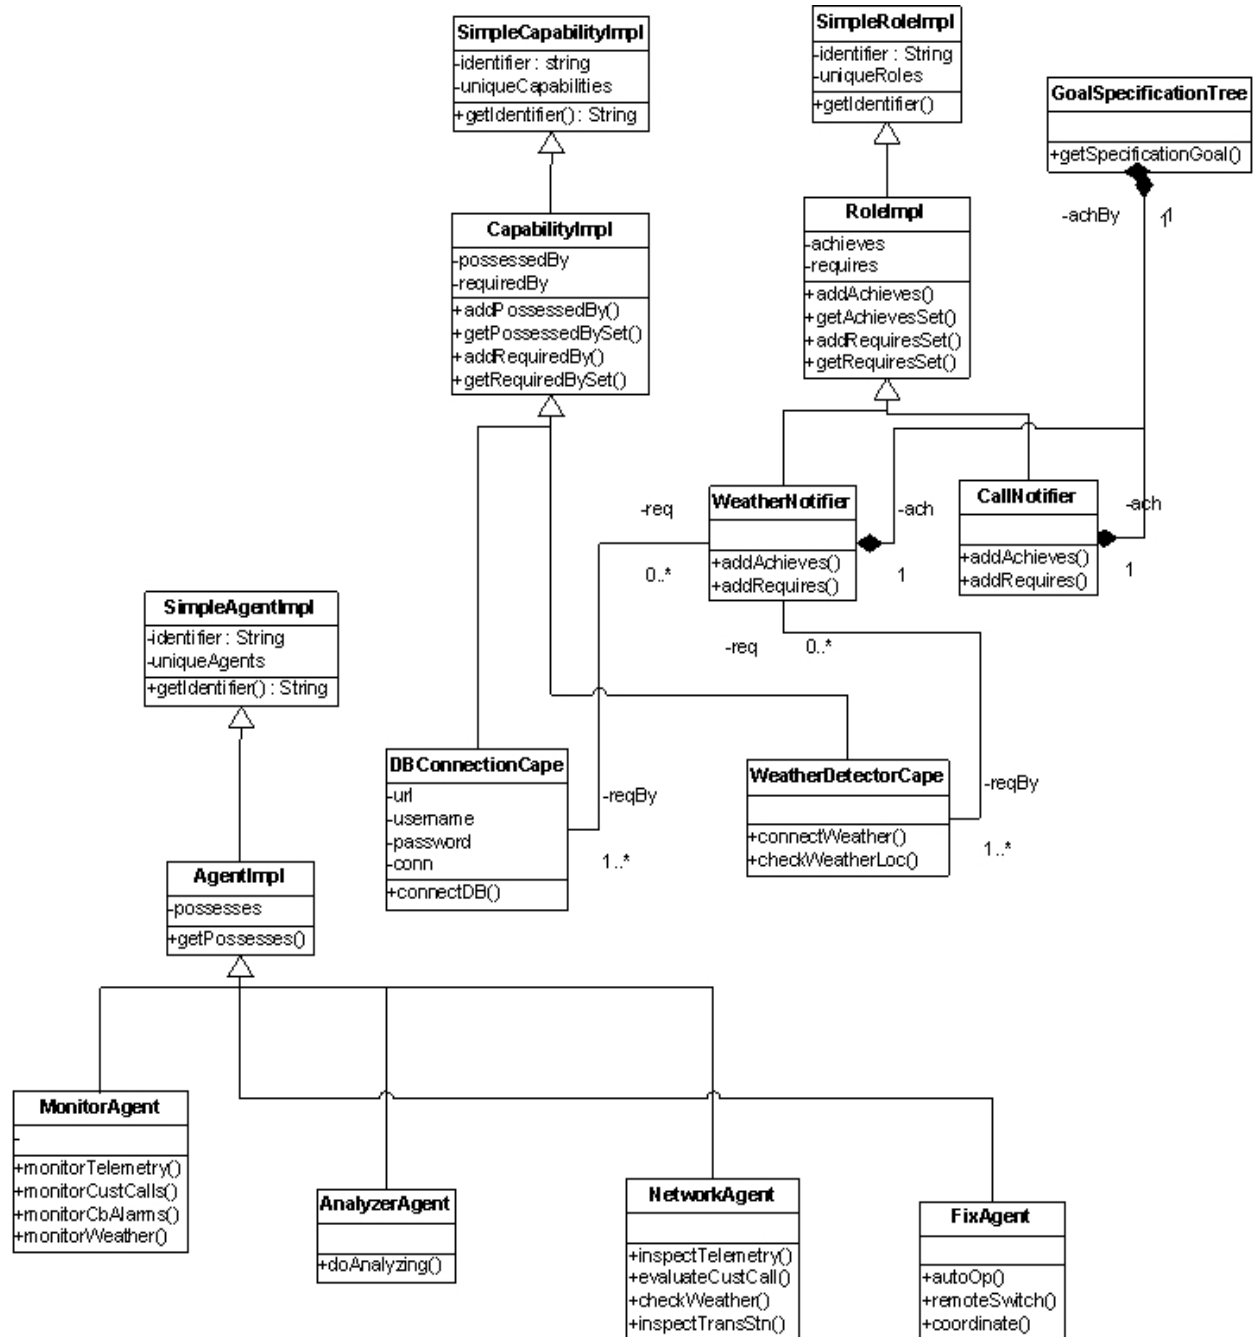 SimpleCapabilityImpl
-identifier : string
-uniqueCapabilities
+getIdentifier() : String
SimpleRoleImpl
-identifier : String
-uniqueRoles
+getIdentifier()
GoalSpecificationTree
+getSpecificationGoal()
-achBy
1
1
CapabilityImpl
-possessedBy
-requiredBy
+addPossessedBy()
+getPossessedBySet()
+addRequiredBy()
+getRequiredBySet()
RoleImpl
-achieves
-requires
+addAchieves()
+getAchievesSet()
+addRequiresSet()
+getRequiresSet()
-req
0..*
WeatherNotifier
+addAchieves()
+addRequires()
-ach
1
CallNotifier
+addAchieves()
+addRequires()
-ach
1
-req
0..*
SimpleAgentImpl
-identifier : String
-uniqueAgents
+getIdentifier() : String
DBConnectionCape
-url
-username
-password
-conn
+connectDB()
-reqBy
1..*
WeatherDetectorCape
+connectWeather()
+checkWeatherLoc()
-reqBy
1..*
AgentImpl
-possesses
+getPossesses()
MonitorAgent
-
+monitorTelemetry()
+monitorCustCalls()
+monitorCbAlarms()
+monitorWeather()
AnalyzerAgent
+doAnalyzing()
NetworkAgent
+inspectTelemetry()
+evaluateCustCall()
+checkWeather()
+inspectTransStn()
FixAgent
+autoOp()
+remoteSwitch()
+coordinate()